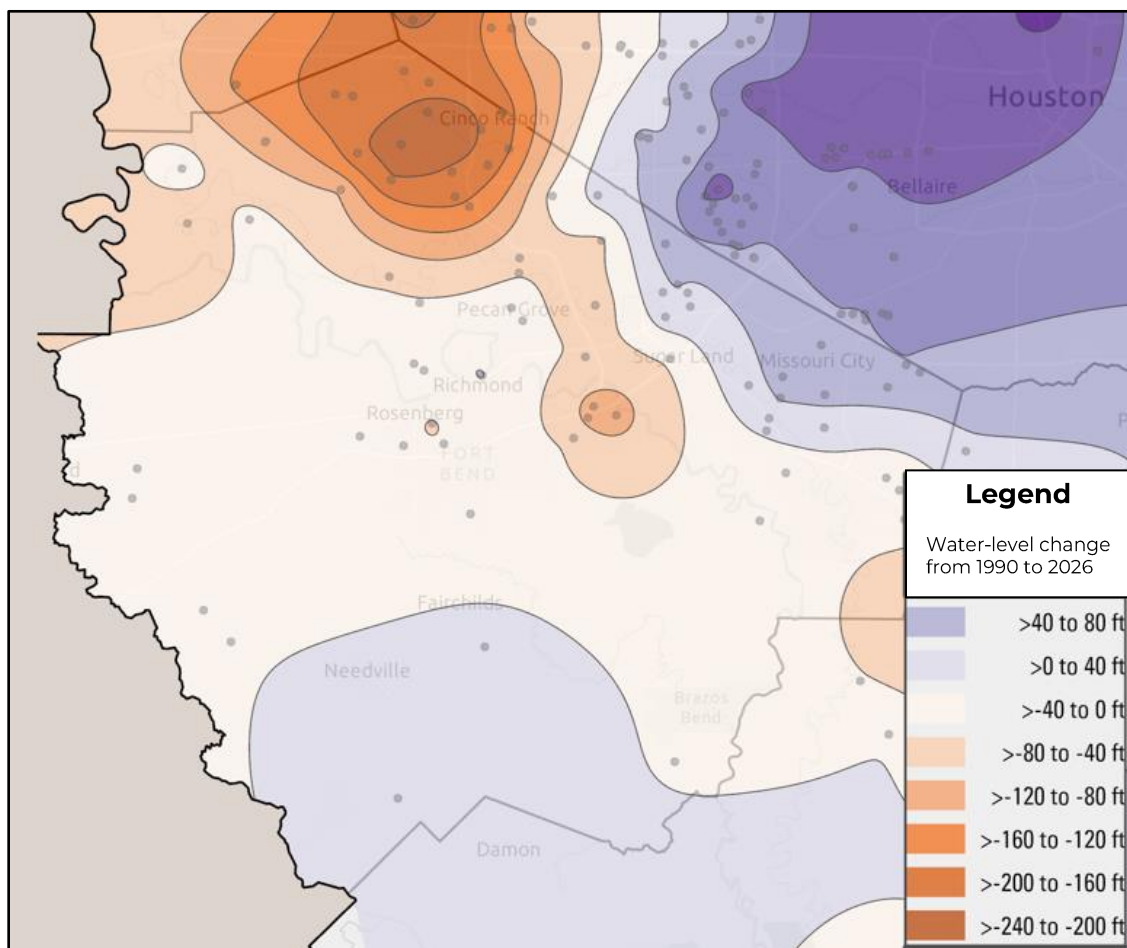 Houston
Cinco Ranch
Bellaire
Pecan Grove
Sugar Land
Missouri City
Richmond
Rosenberg
FORT
BEND
Fairchilds
Needville
Brazos
Bend
Damon
Legend
Water-level change
from 1990 to 2026
>40 to 80 ft
>0 to 40 ft
>-40 to 0 ft
>-80 to -40 ft
>-120 to -80 ft
>-160 to -120 ft
>-200 to -160 ft
>-240 to -200 ft